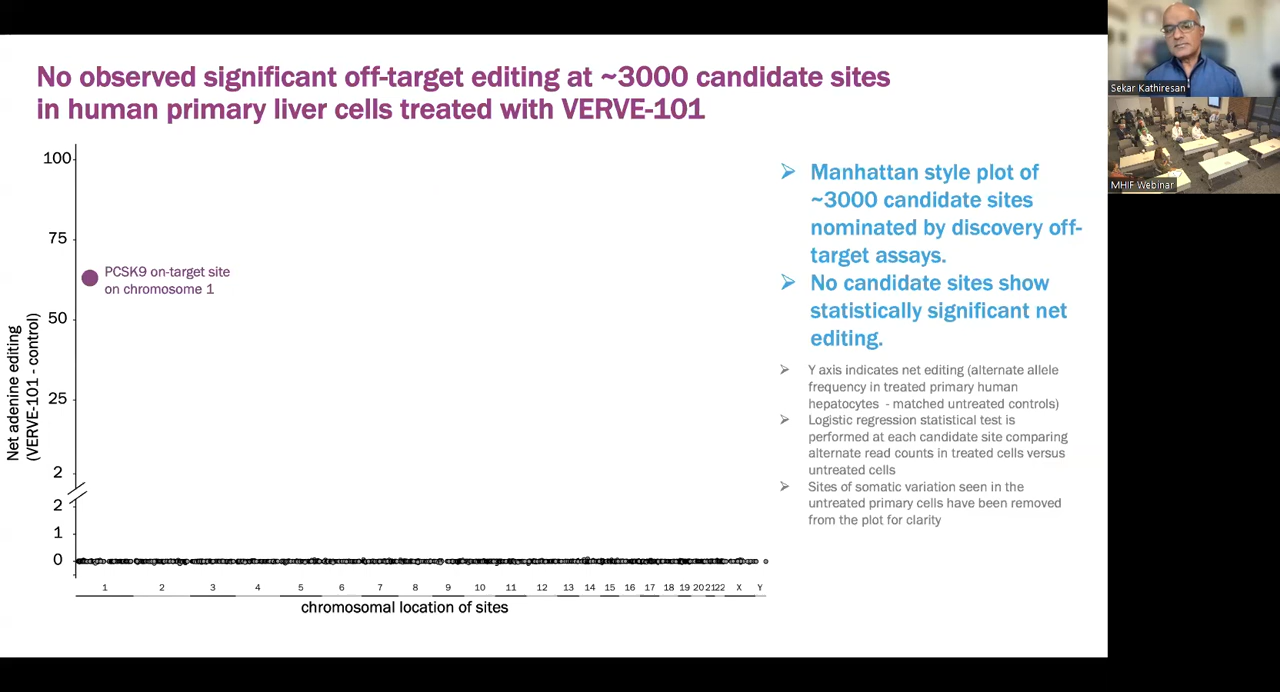 No observed significant off-target editing at ~3000 candidate sites
in human primary liver cells treated with VERVE-101
100
75
50
25
2
2
1
0
Net adenine editing
(VERVE-101 - control)
PCSK9 on-target site
on chromosome 1
1 2 3 4 5 6 7 8 9 10 11 12 13 14 15 16 17 18 19 20 21 22 X Y
chromosomal location of sites
Manhattan style plot of
~3000 candidate sites
nominated by discovery off-
target assays.
No candidate sites show
statistically significant net
editing.
Y axis indicates net editing (alternate allele
frequency in treated primary human
hepatocytes - matched untreated controls)
Logistic regression statistical test is
performed at each candidate site comparing
alternate read counts in treated cells versus
untreated cells
Sites of somatic variation seen in the
untreated primary cells have been removed
from the plot for clarity
Sekar Kathiresan
MHIF Webinar